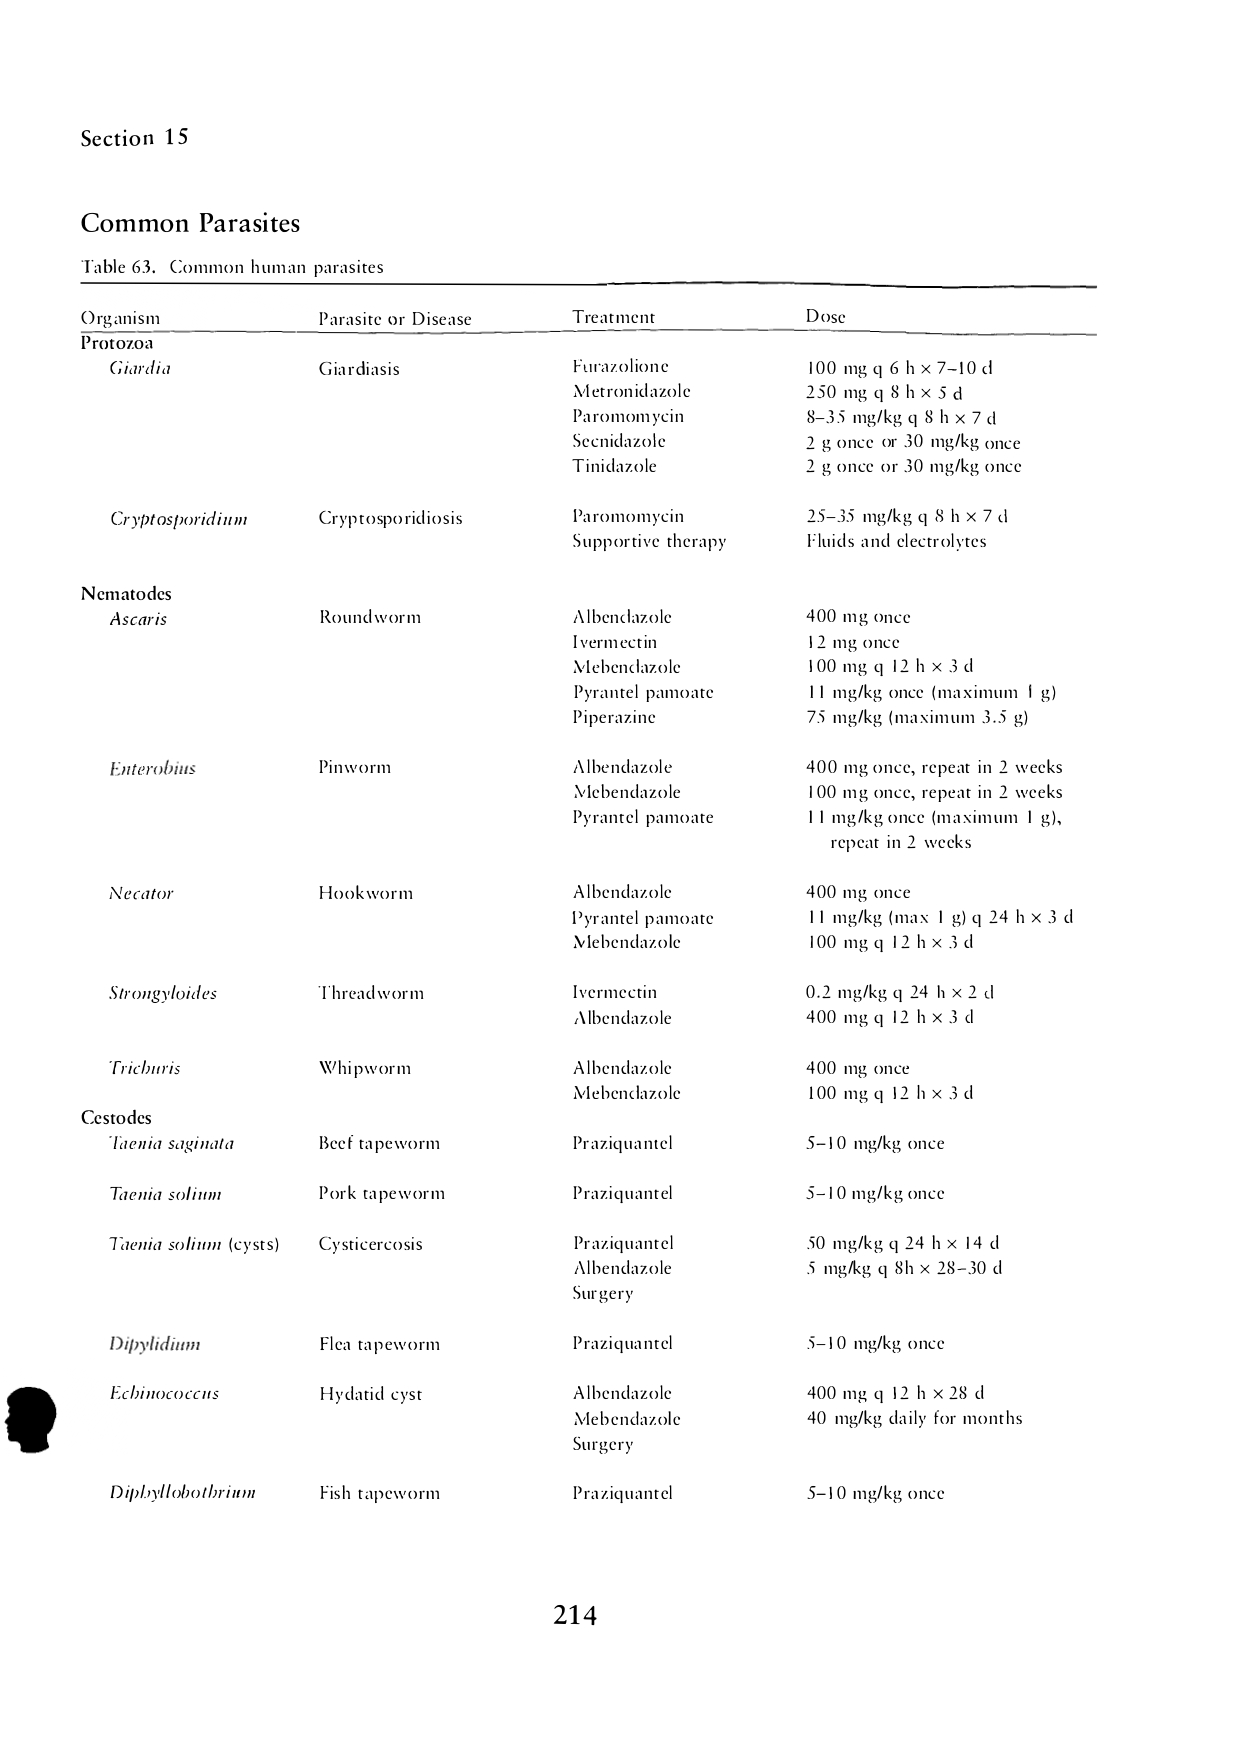 Section 15
Common Parasites
Table 63. Common human parasites
Organism Parasite or Disease Treatment Dose
Protozoa
Giardia Giardiasis Furazolione 100 mg q 6 h × 7–10 d
Metronidazole 250 mg q 8 h × 5 d
Paromomycin 8–35 mg/kg q 8 h × 7 d
Secnidazole 2 g once or 30 mg/kg once
Tinidazole 2 g once or 30 mg/kg once
Cryptosporidium Cryptosporidiosis Paromomycin 25–35 mg/kg q 8 h × 7 d
Supportive therapy Fluids and electrolytes
Nematodes
Ascaris Roundworm Albendazole 400 mg once
Ivermectin 12 mg once
Mebendazole 100 mg q 12 h × 3 d
Pyrantel pamoate 11 mg/kg once (maximum 1 g)
Piperazine 75 mg/kg (maximum 3.5 g)
Enterobius Pinworm Albendazole 400 mg once, repeat in 2 weeks
Mebendazole 100 mg once, repeat in 2 weeks
Pyrantel pamoate 11 mg/kg once (maximum 1 g),
repeat in 2 weeks
Necator Hookworm Albendazole 400 mg once
Pyrantel pamoate 11 mg/kg (max 1 g) q 24 h × 3 d
Mebendazole 100 mg q 12 h × 3 d
Strongyloides Threadworm Ivermectin 0.2 mg/kg q 24 h × 2 d
Albendazole 400 mg q 12 h × 3 d
Trichuris Whipworm Albendazole 400 mg once
Mebendazole 100 mg q 12 h × 3 d
Cestodes
Taenia saginata Beef tapeworm Praziquantel 5–10 mg/kg once
Taenia solium Pork tapeworm Praziquantel 5–10 mg/kg once
Taenia solium (cysts) Cysticercosis Praziquantel 50 mg/kg q 24 h × 14 d
Albendazole 5 mg/kg q 8h × 28–30 d
Surgery
Dipylidium Flea tapeworm Praziquantel 5–10 mg/kg once
Echinococcus Hydatid cyst Albendazole 400 mg q 12 h × 28 d
Mebendazole 40 mg/kg daily for months
Surgery
Diphyllobothrium Fish tapeworm Praziquantel 5–10 mg/kg once
214